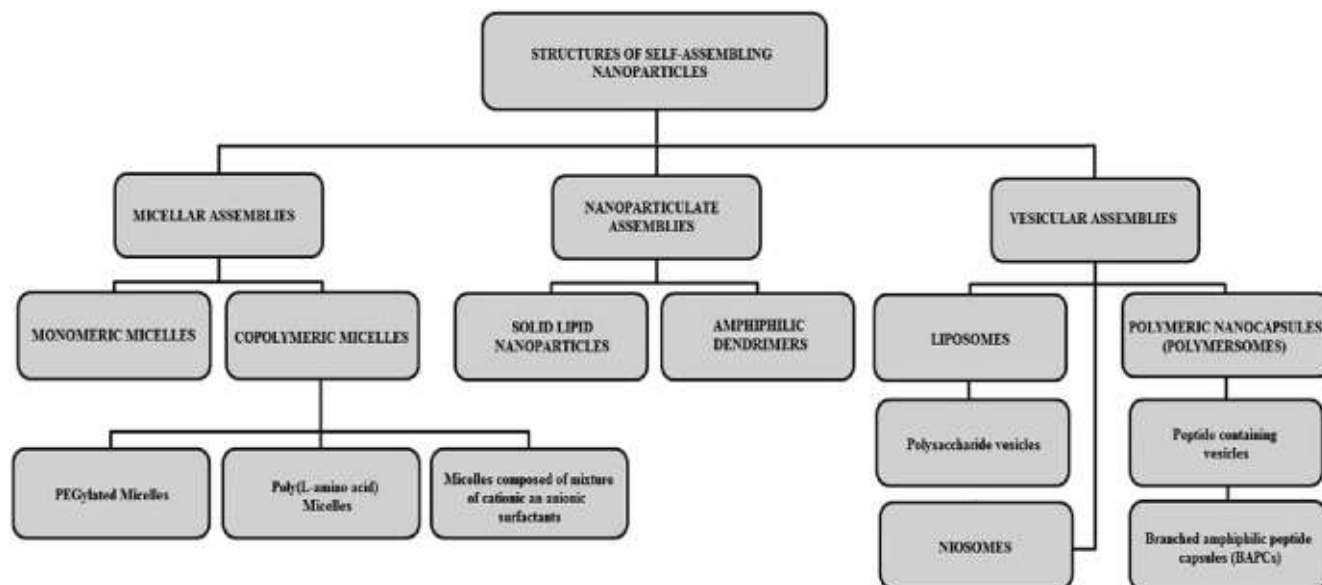 STRUCTURES OF SELF-ASSEMBLING
NANOPARTICLES
MICELLAR ASSEMBLIES
NANOPARTICULATE
ASSEMBLIES
VESICULAR ASSEMBLIES
MONOMERIC MICELLES
COPOLYMERIC MICELLES
SOLID LIPID
NANOPARTICLES
AMPHIPHILIC
DENDRIMERS
LIPOSOMES
POLYMERIC NANOCAPSULES
(POLYMERSOMES)
PEGylated Micelles
Poly(L-amino acid)
Micelles
Micelles composed of mixture
of cationic an anionic
surfactants
Polysaccharide vesicles
Peptide containing
vesicles
NIOSOMES
Branched amphiphilic peptide
capsules (BAPCs)